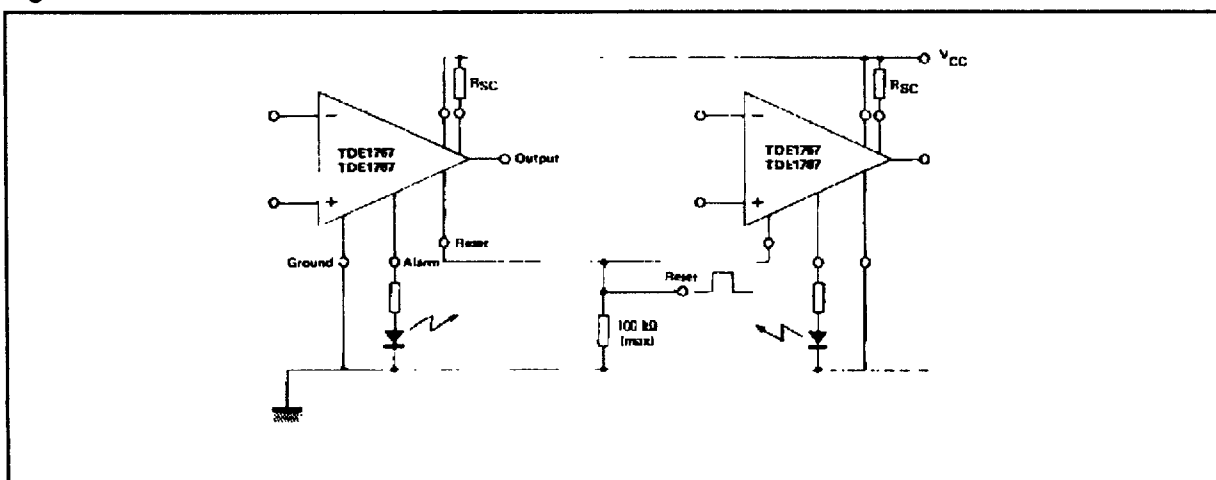 VCC
RSC
RSC
−
−
TDE1767
TDE1787
Output
TDE1767
TDE1787
+
+
Reset
Ground
Alarm
Reset
100 kΩ
(max)